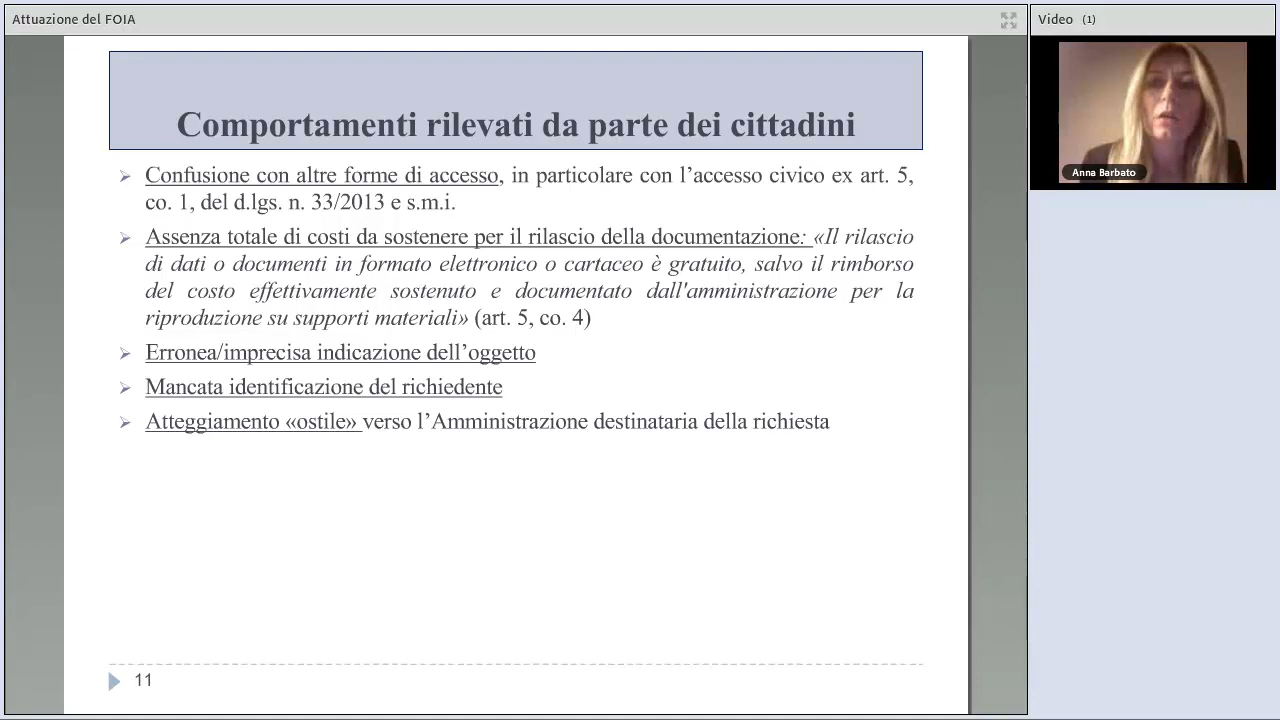 Attuazione del FOIA
Video (1)
Anna Barbato
Comportamenti rilevati da parte dei cittadini
Confusione con altre forme di accesso, in particolare con l’accesso civico ex art. 5,
co. 1, del d.lgs. n. 33/2013 e s.m.i.
Assenza totale di costi da sostenere per il rilascio della documentazione: «Il rilascio
di dati o documenti in formato elettronico o cartaceo è gratuito, salvo il rimborso
del costo effettivamente sostenuto e documentato dall'amministrazione per la
riproduzione su supporti materiali» (art. 5, co. 4)
Erronea/imprecisa indicazione dell’oggetto
Mancata identificazione del richiedente
Atteggiamento «ostile» verso l’Amministrazione destinataria della richiesta
11